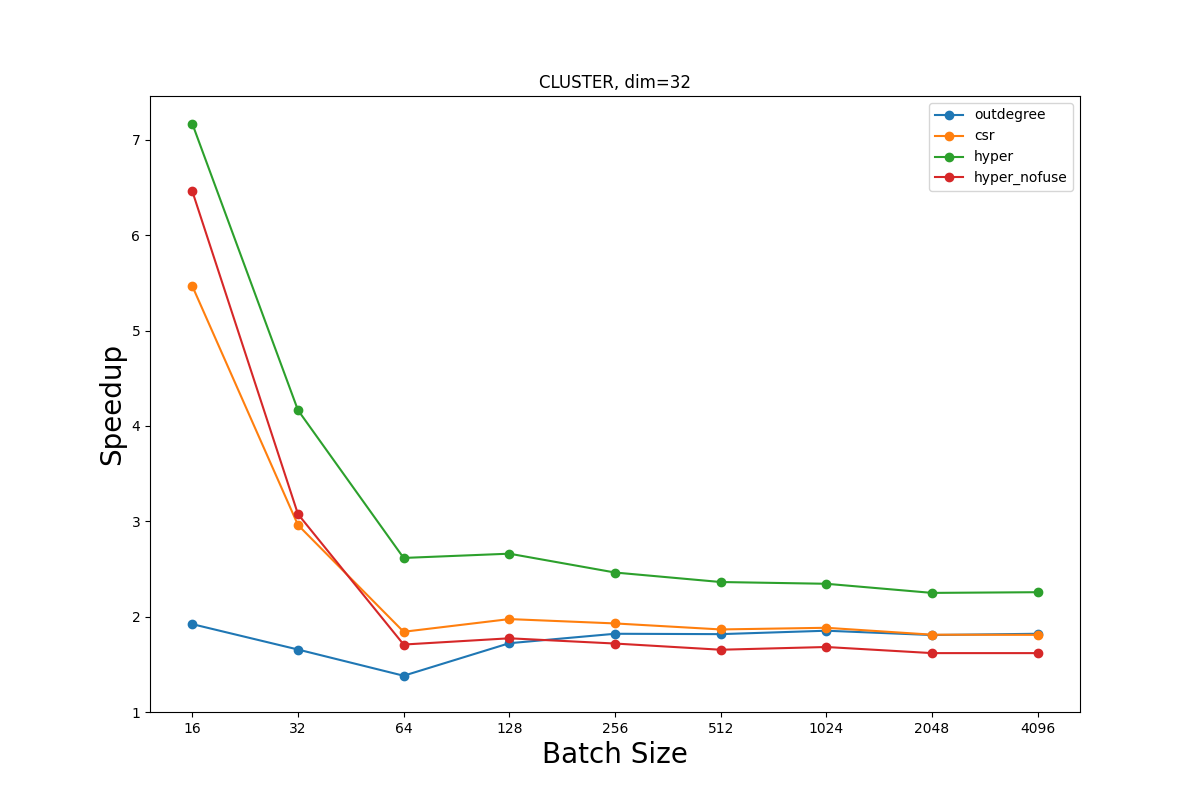 CLUSTER, dim=32
outdegree
csr
hyper
hyper_nofuse
7
6
5
4
3
2
1
Speedup
16 32 64 128 256 512 1024 2048 4096
Batch Size